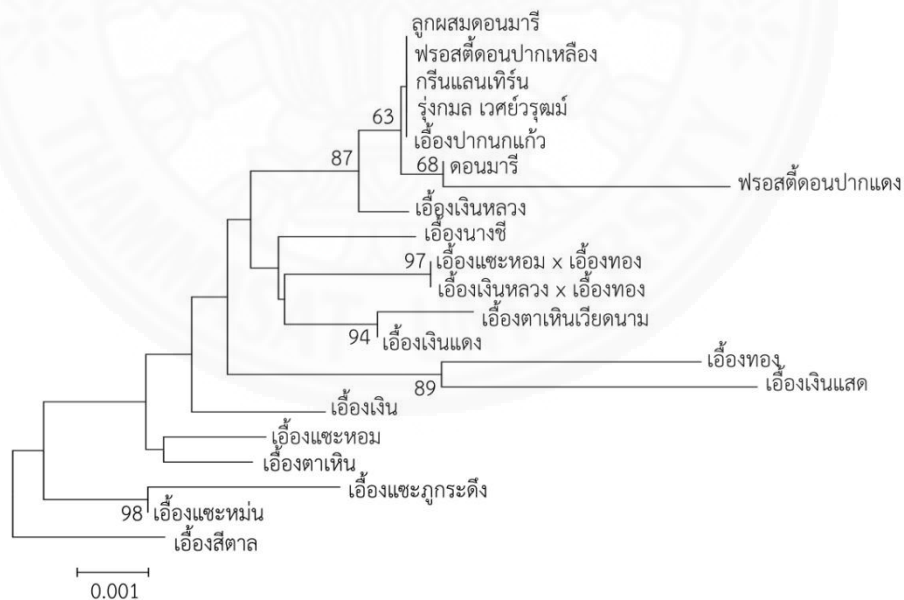 ลูกผสมดอนมารี
ฟรอสตี้ดอนปากเหลือง
กรีนแลนเทิร์น
รุ่งกมล เวศย์วรุฒม์
63
เอื้องปากนกแก้ว
87
68
ดอนมารี
ฟรอสตี้ดอนปากแดง
เอื้องเงินหลวง
เอื้องนางชี
97
เอื้องแซะหอม x เอื้องทอง
เอื้องเงินหลวง x เอื้องทอง
เอื้องตาเหินเวียดนาม
94
เอื้องเงินแดง
เอื้องทอง
89
เอื้องเงินแสด
เอื้องเงิน
เอื้องแซะหอม
เอื้องตาเหิน
เอื้องแซะภูกระดึง
98
เอื้องแซะหม่น
เอื้องสีตาล
0.001